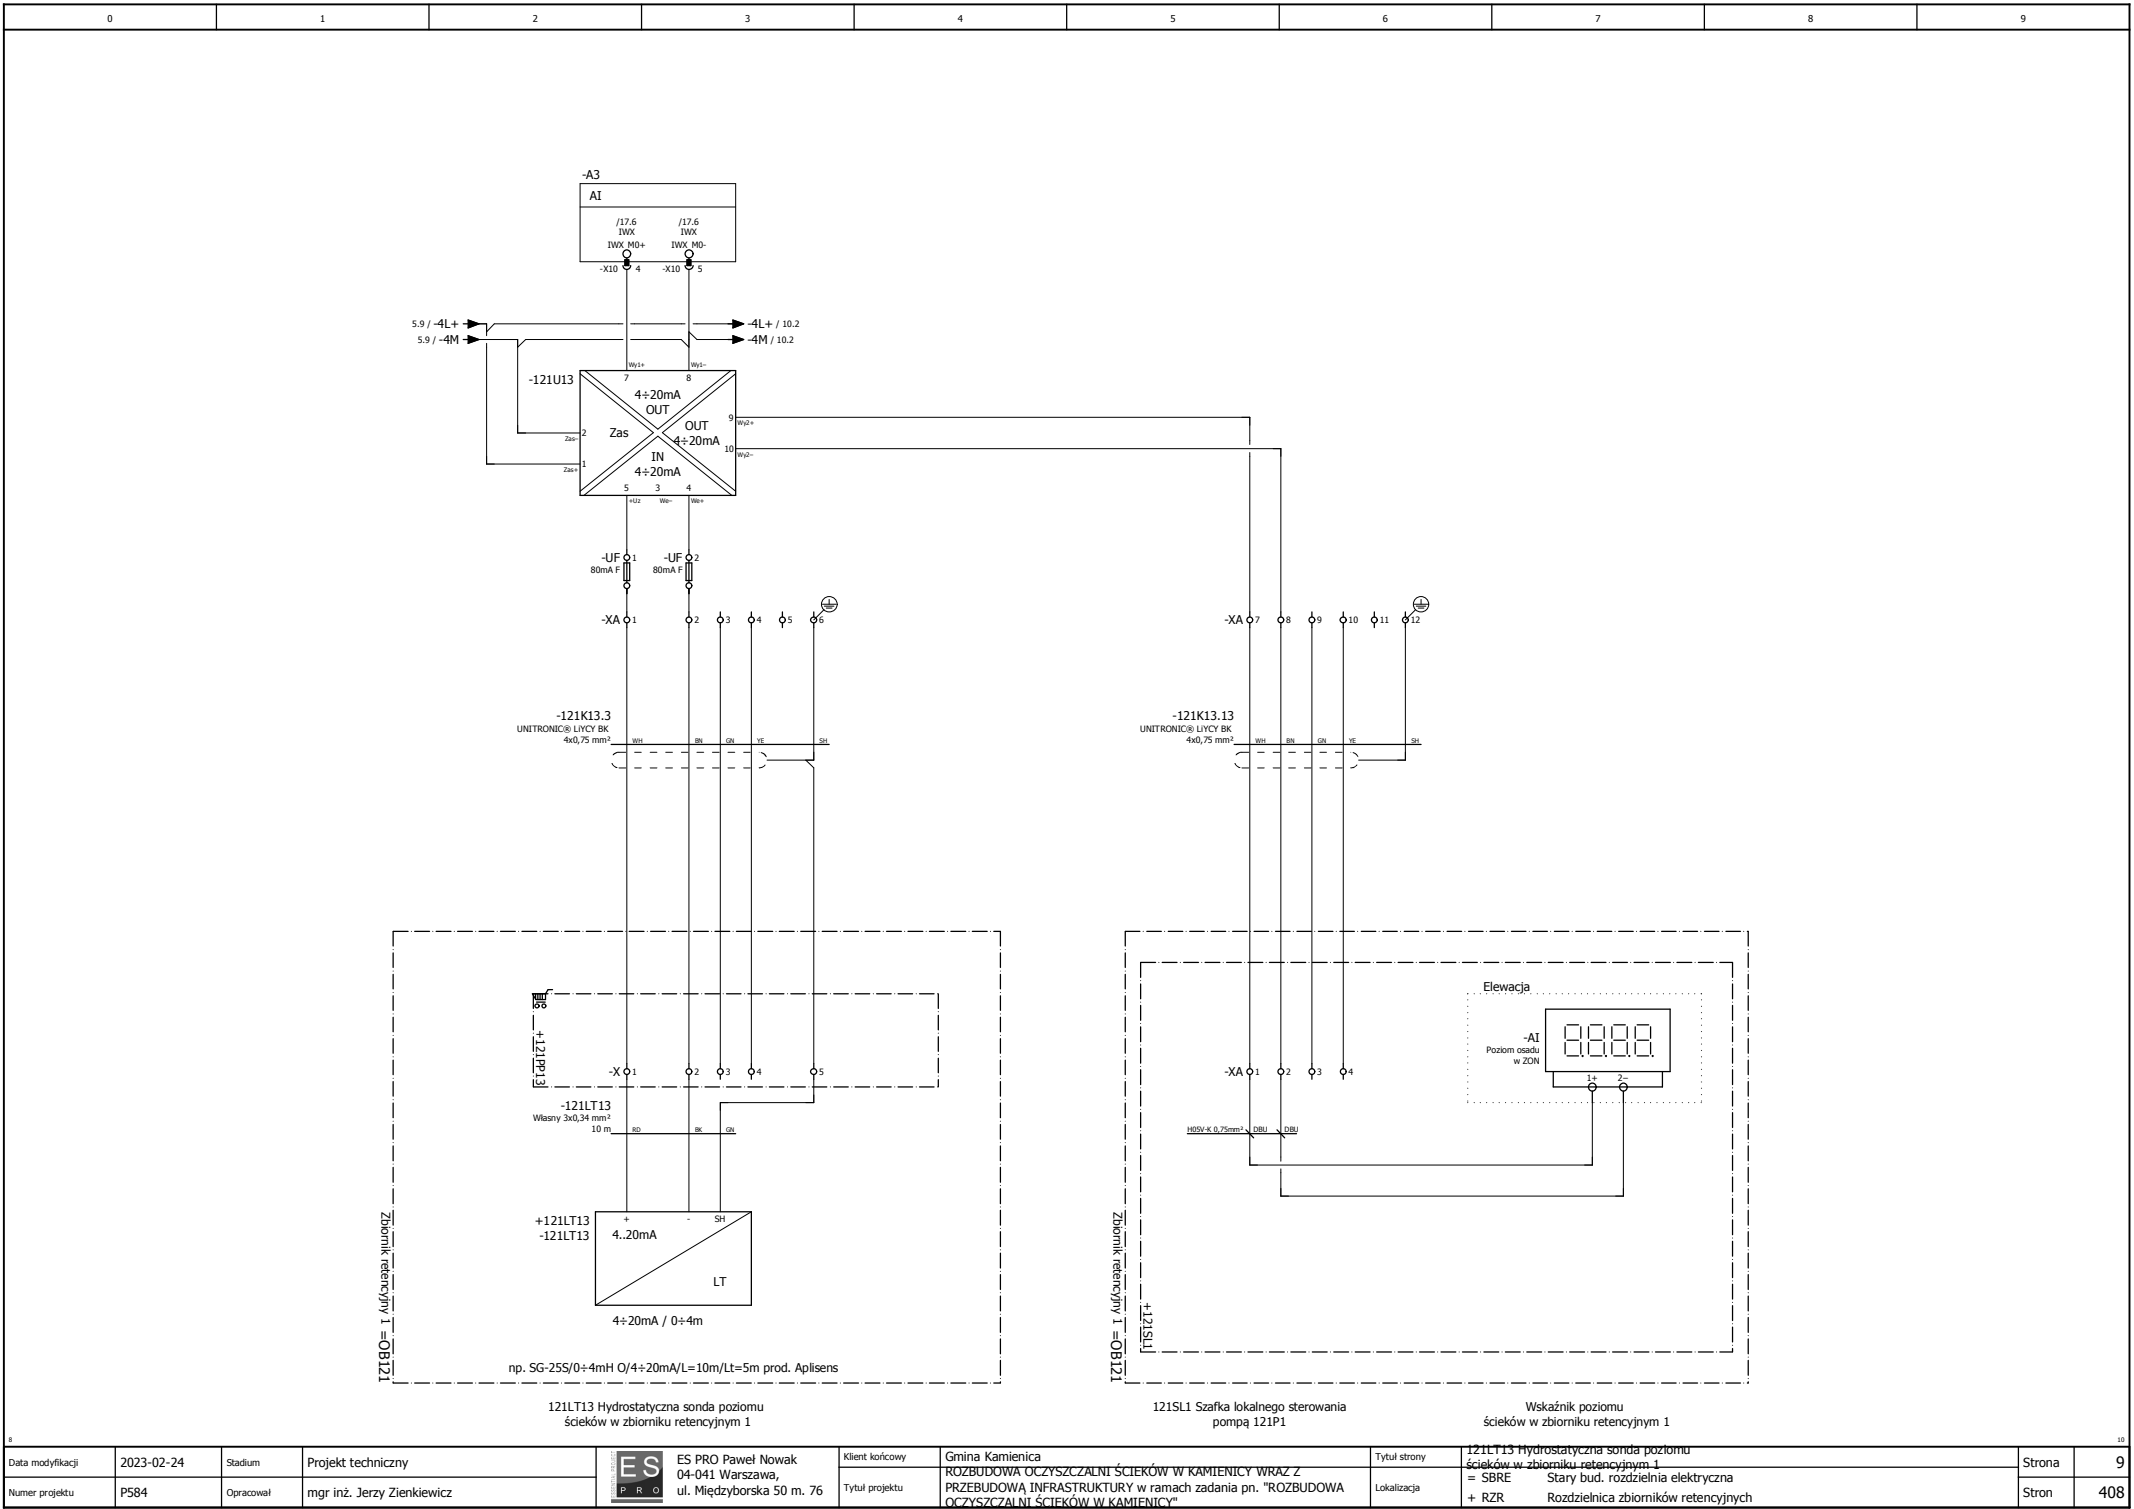 0 1 2 3 4 5 6 7 8 9
-A3
AI
/17.6 /17.6
IWX IWX
IWX_M0+ IWX_M0-
-X10 4 -X10 5
5.9 / -4L+ -4L+ / 10.2
5.9 / -4M -4M / 10.2
Wy1+ Wy1−
-121U13 7 8
4÷20mA
OUT
9 Wy2+
OUT
Zas− 2 Zas
4÷20mA
10 Wy2−
IN
Zas+ 1
4÷20mA
5 3 4
+Uz We− We+
-UF 1 -UF 2
80mA F 80mA F
-XA 1 2 3 4 5 6
-XA 7 8 9 10 11 12
-121K13.3
UNITRONIC® LiYCY BK
4x0,75 mm² WH BN GN YE SH
-121K13.13
UNITRONIC® LiYCY BK
4x0,75 mm² WH BN GN YE SH
+121PP13
-X 1 2 3 4 5
-121LT13
Własny 3x0,34 mm²
10 m RD BK GN
+121LT13
-121LT13
+ - SH
4..20mA
LT
4÷20mA / 0÷4m
np. SG-25S/0÷4mH O/4÷20mA/L=10m/Lt=5m prod. Aplisens
Zbiornik retencyjny 1 =OB121
Elewacja
-AI
Poziom osadu
w ZON
8.8.8.8.
1+ 2−
-XA 1 2 3 4
H05V-K 0,75mm² DBU DBU
Zbiornik retencyjny 1 =OB121
+121SL1
121LT13 Hydrostatyczna sonda poziomu
ścieków w zbiorniku retencyjnym 1
121SL1 Szafka lokalnego sterowania
pompą 121P1
Wskaźnik poziomu
ścieków w zbiorniku retencyjnym 1
8 10
Data modyfikacji 2023-02-24 Stadium Projekt techniczny
Numer projektu P584 Opracował mgr inż. Jerzy Zienkiewicz
ES
PRO
ES PRO Paweł Nowak
04-041 Warszawa,
ul. Międzyborska 50 m. 76
Klient końcowy Gmina Kamienica
Tytuł projektu
ROZBUDOWA OCZYSZCZALNI ŚCIEKÓW W KAMIENICY WRAZ Z
PRZEBUDOWĄ INFRASTRUKTURY w ramach zadania pn. "ROZBUDOWA
OCZYSZCZALNI ŚCIEKÓW W KAMIENICY"
Tytuł strony
121LT13 Hydrostatyczna sonda poziomu
ścieków w zbiorniku retencyjnym 1
Lokalizacja
= SBRE Stary bud. rozdzielnia elektryczna
+ RZR Rozdzielnica zbiorników retencyjnych
Strona 9
Stron 408